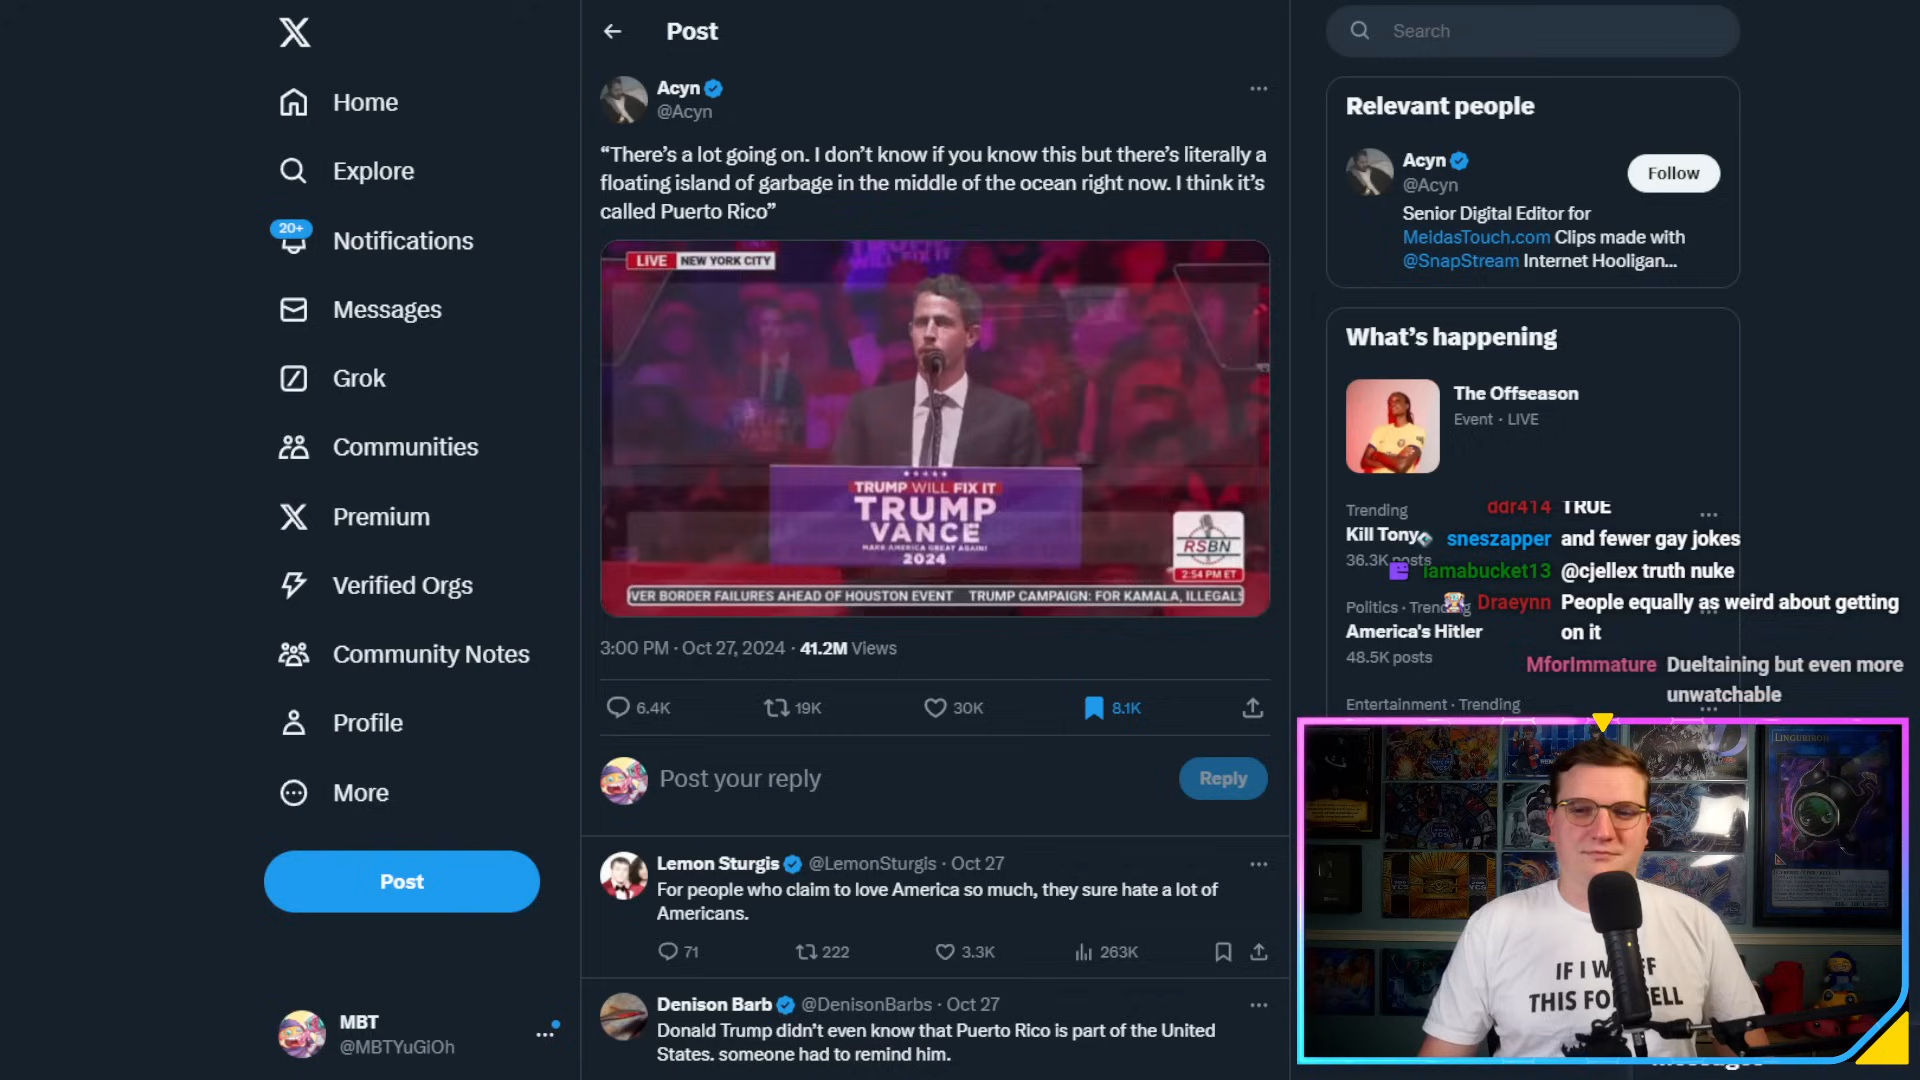 Home
Explore
20+
Notifications
Messages
Grok
Communities
Premium
Verified Orgs
Community Notes
Profile
More
Post
MBT
@MBTYuGiOh
Post
Acyn
@Acyn
“There’s a lot going on. I don’t know if you know this but there’s literally a
floating island of garbage in the middle of the ocean right now. I think it’s
called Puerto Rico”
LIVE NEW YORK CITY
TRUMP WILL FIX IT
TRUMP
VANCE
MAKE AMERICA GREAT AGAIN!
2024
RSBN
2:54 PM ET
VER BORDER FAILURES AHEAD OF HOUSTON EVENT TRUMP CAMPAIGN: FOR KAMALA, ILLEGALS
3:00 PM · Oct 27, 2024 · 41.2M Views
6.4K 19K 30K 8.1K
Post your reply
Reply
Lemon Sturgis @LemonSturgis · Oct 27
For people who claim to love America so much, they sure hate a lot of
Americans.
71 222 3.3K 263K
Denison Barb @DenisonBarbs · Oct 27
Donald Trump didn’t even know that Puerto Rico is part of the United
States. someone had to remind him.
Search
Relevant people
Acyn
@Acyn
Follow
Senior Digital Editor for
MeidasTouch.com Clips made with
@SnapStream Internet Hooligan...
What’s happening
The Offseason
Event · LIVE
Trending
Kill Tony
36.3K posts
Politics · Trending
America's Hitler
48.5K posts
Entertainment · Trending
ddr414 TRUE
sneszapper and fewer gay jokes
iamabucket13 @cjellex truth nuke
Draeynn People equally as weird about getting
on it
MforImmature Dueltaining but even more
unwatchable
LINKURIBOH
IF I W FF
THIS FO ELL